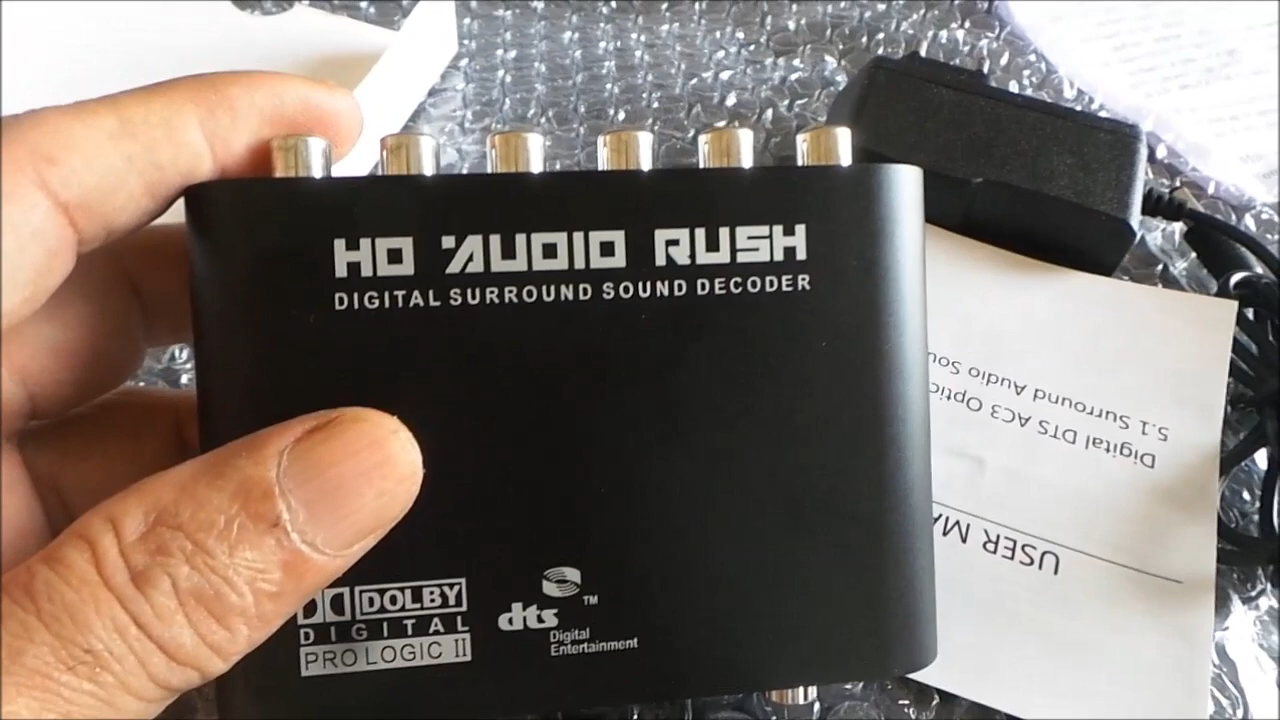 HD AUDIO RUSH
DIGITAL SURROUND SOUND DECODER
DOLBY
DIGITAL
PRO LOGIC II
dts
TM
Digital
Entertainment
USER
Digital DTS AC3
5.1 Surround Audio